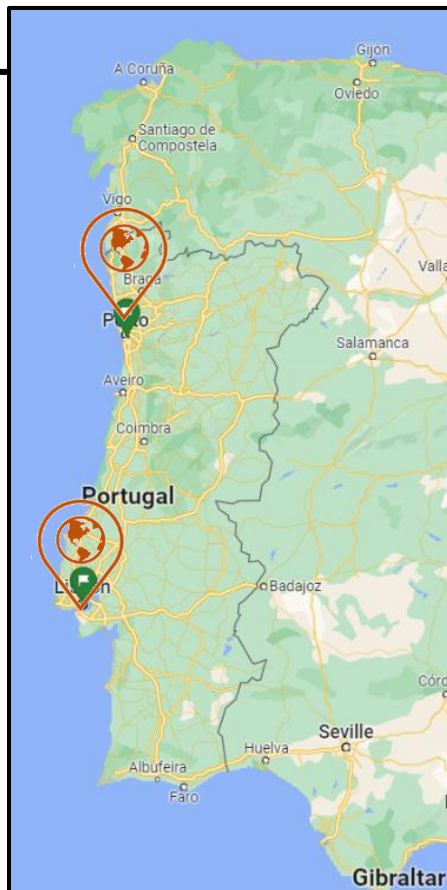 Gijón
A Coruña
Oviedo
Santiago de
Compostela
Vigo
Braga
Valla
Salamanca
Aveiro
Coimbra
Portugal
Badajoz
Córd
Seville
Huelva
Albufeira
Faro
Gibraltar